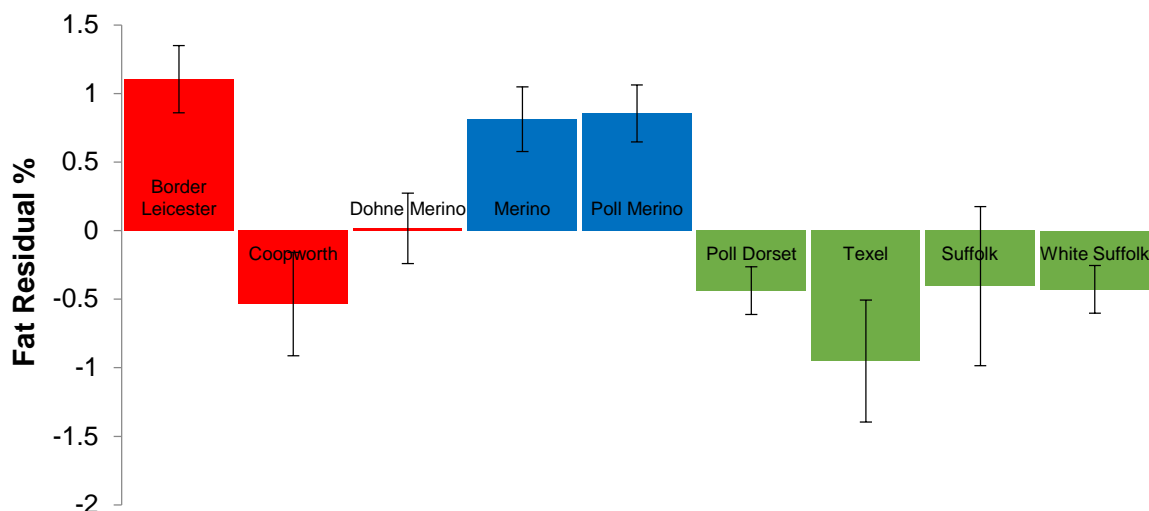 Fat Residual %
1.5
1
0.5
0
-0.5
-1
-1.5
-2
Border
Leicester
Coopworth
Dohne Merino
Merino
Poll Merino
Poll Dorset
Texel
Suffolk
White Suffolk